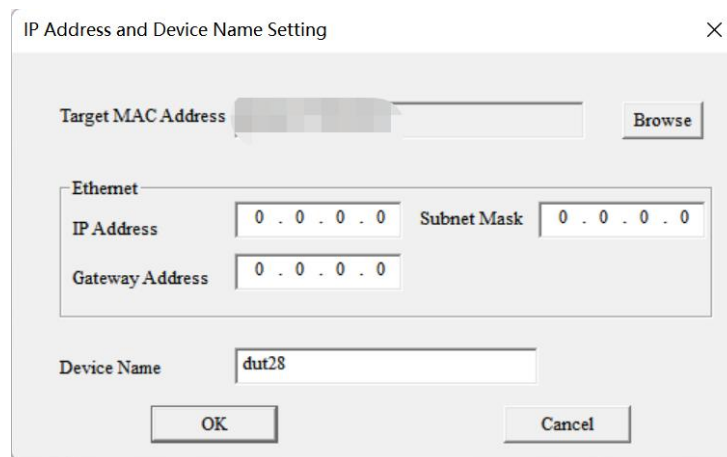 IP Address and Device Name Setting
Target MAC Address
Browse
Ethernet
IP Address 0 . 0 . 0 . 0 Subnet Mask 0 . 0 . 0 . 0
Gateway Address 0 . 0 . 0 . 0
Device Name dut28
OK Cancel